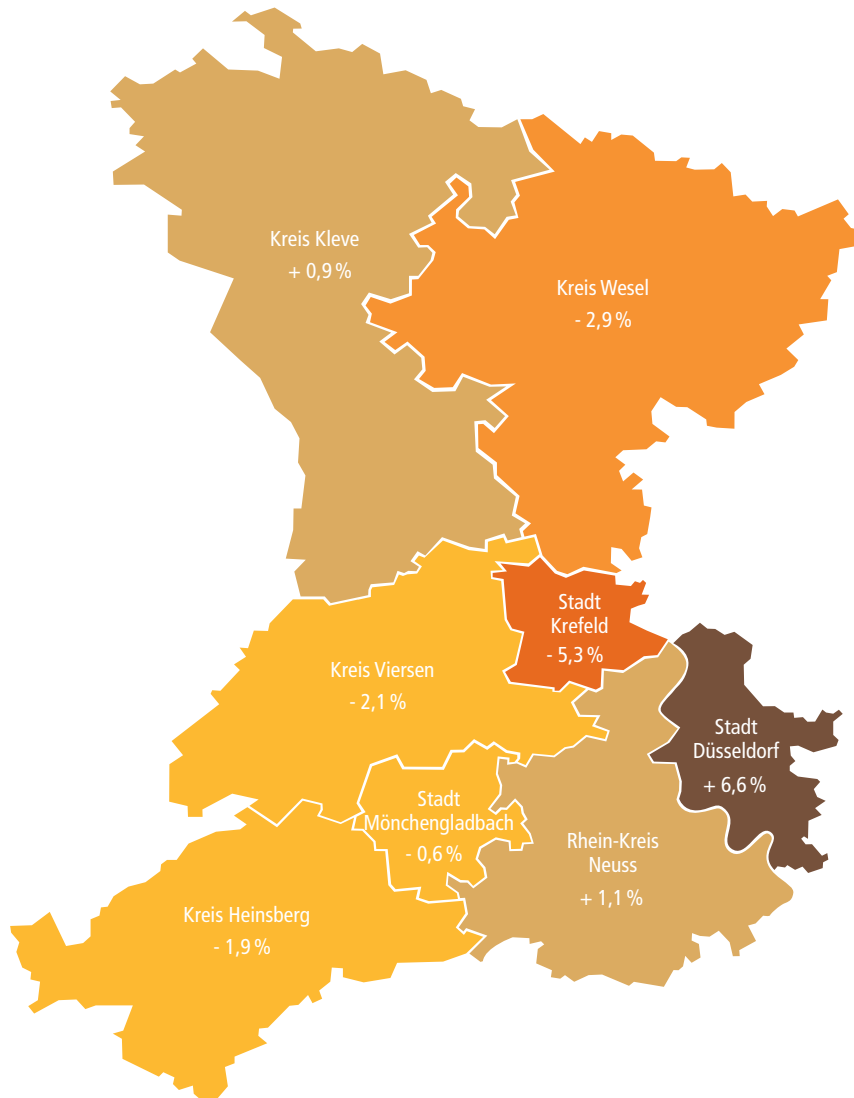 Kreis Kleve
+ 0,9 %
Kreis Wesel
- 2,9 %
Stadt
Krefeld
- 5,3 %
Kreis Viersen
- 2,1 %
Stadt
Düsseldorf
+ 6,6 %
Stadt
Mönchengladbach
- 0,6 %
Rhein-Kreis
Neuss
+ 1,1 %
Kreis Heinsberg
- 1,9 %